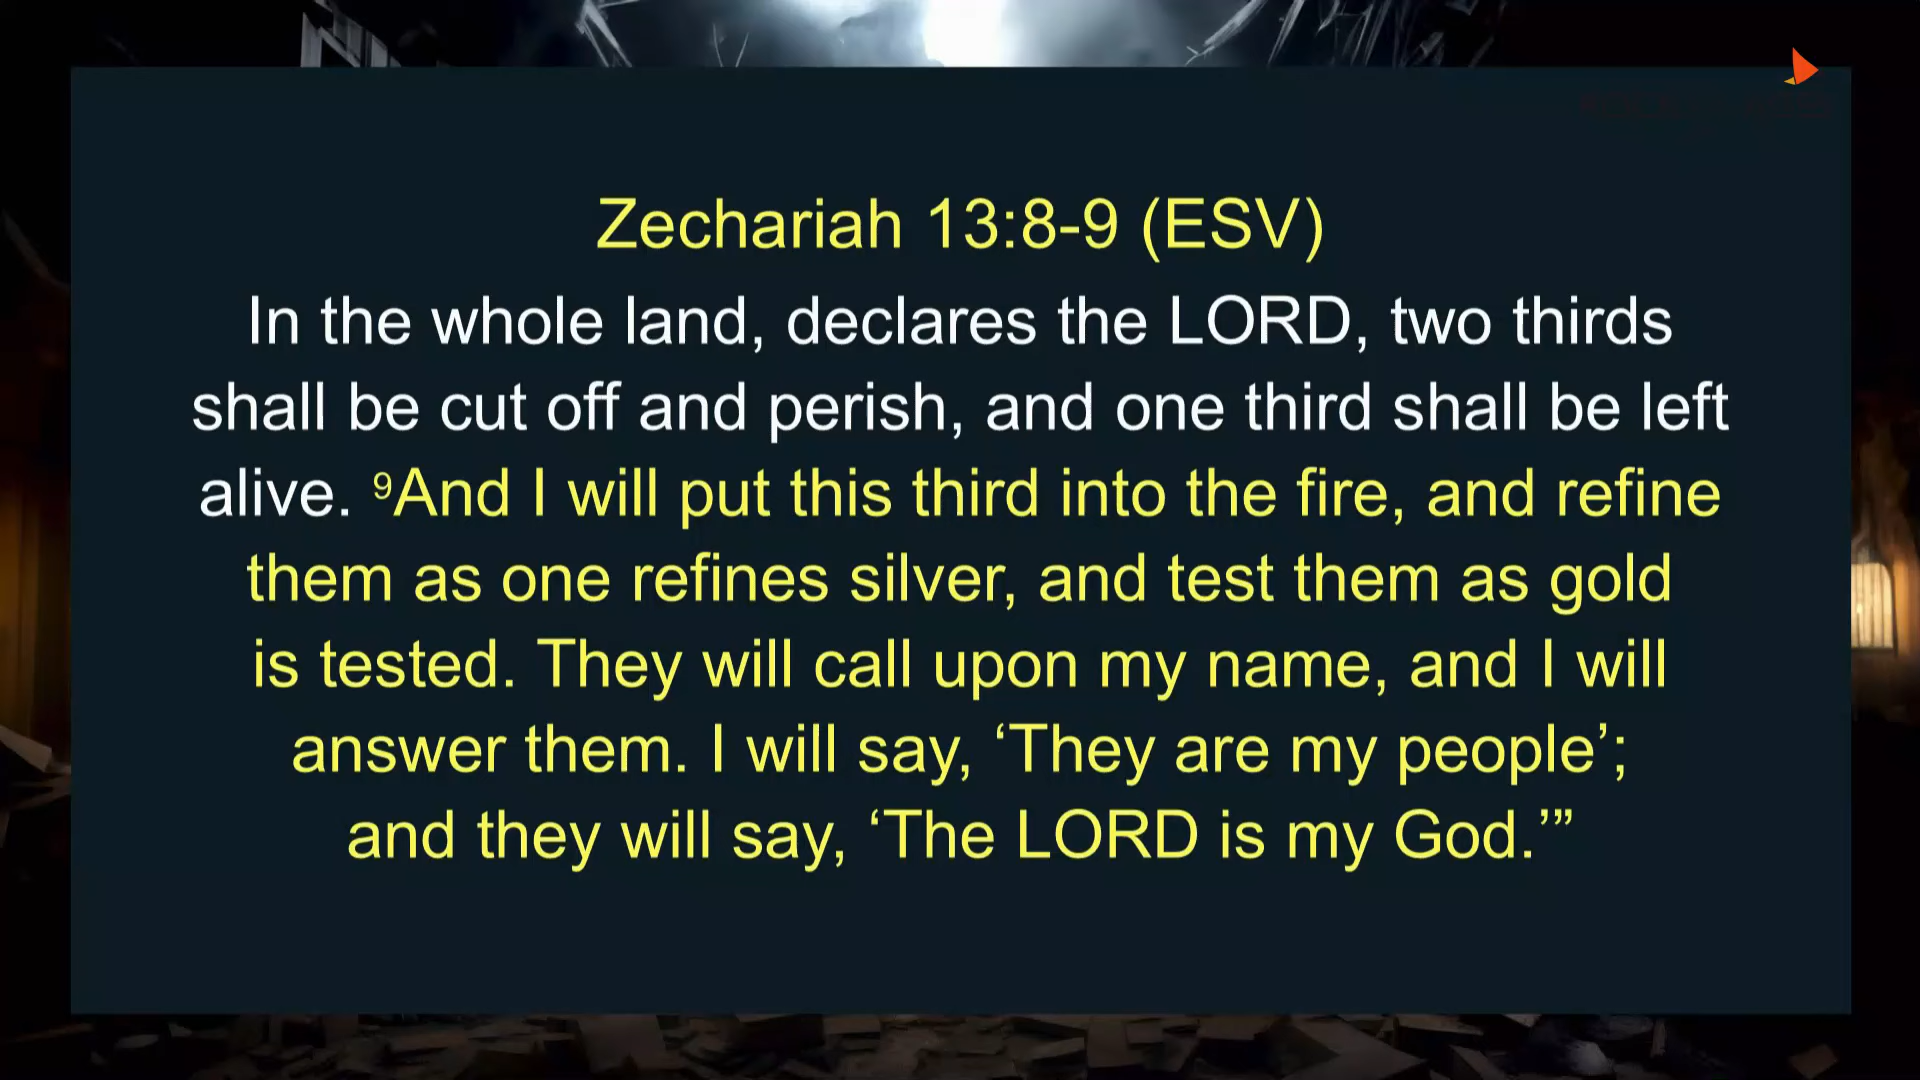 Zechariah 13:8-9 (ESV)
In the whole land, declares the LORD, two thirds
shall be cut off and perish, and one third shall be left
alive. ⁹And I will put this third into the fire, and refine
them as one refines silver, and test them as gold
is tested. They will call upon my name, and I will
answer them. I will say, ‘They are my people’;
and they will say, ‘The LORD is my God.’”